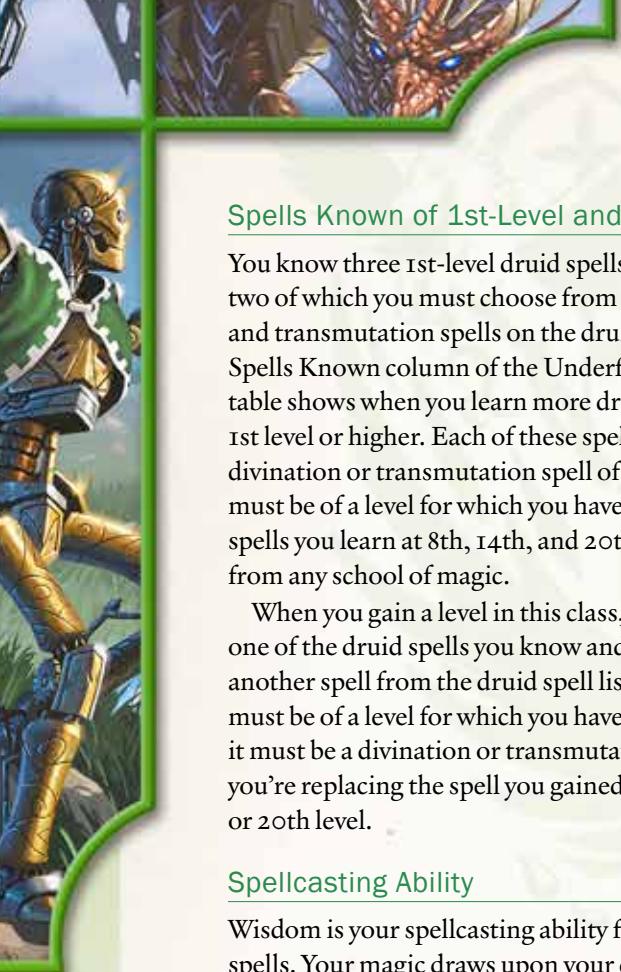 Spells Known of 1st-Level and
You know three 1st-level druid spells
two of which you must choose from
and transmutation spells on the dru
Spells Known column of the Underf
table shows when you learn more dr
1st level or higher. Each of these spel
divination or transmutation spell of
must be of a level for which you have
spells you learn at 8th, 14th, and 20t
from any school of magic.
When you gain a level in this class,
one of the druid spells you know and
another spell from the druid spell lis
must be of a level for which you have
it must be a divination or transmuta
you're replacing the spell you gained
or 20th level.
Spellcasting Ability
Wisdom is your spellcasting ability f
spells. Your magic draws upon your